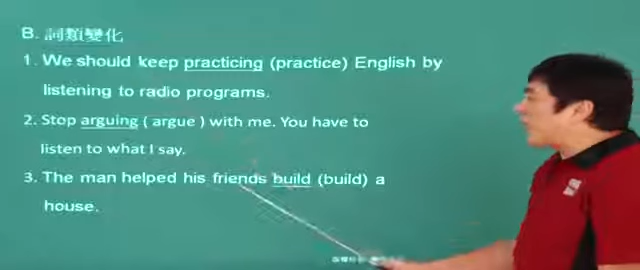 B. 詞類變化
1. We should keep practicing (practice) English by
listening to radio programs.
2. Stop arguing ( argue ) with me. You have to
listen to what I say.
3. The man helped his friends build (build) a
house.